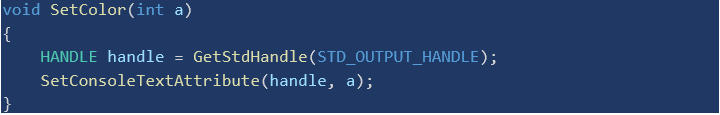 void SetColor(int a)
{
    HANDLE handle = GetStdHandle(STD_OUTPUT_HANDLE);
    SetConsoleTextAttribute(handle, a);
}